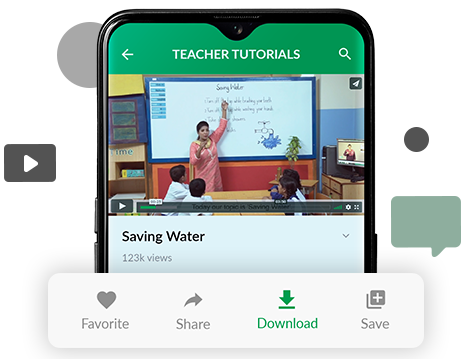 TEACHER TUTORIALS
Saving Water
Today our topic is Saving Water
Saving Water
123k views
Favorite
Share
Download
Save